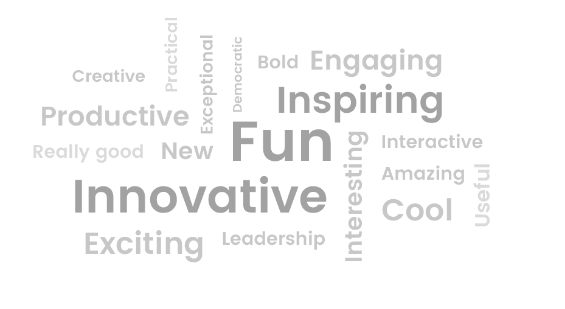 Practical
Exceptional
Democratic
Bold
Engaging
Creative
Inspiring
Productive
Fun
Really good
New
Interesting
Interactive
Amazing
Useful
Innovative
Cool
Exciting
Leadership